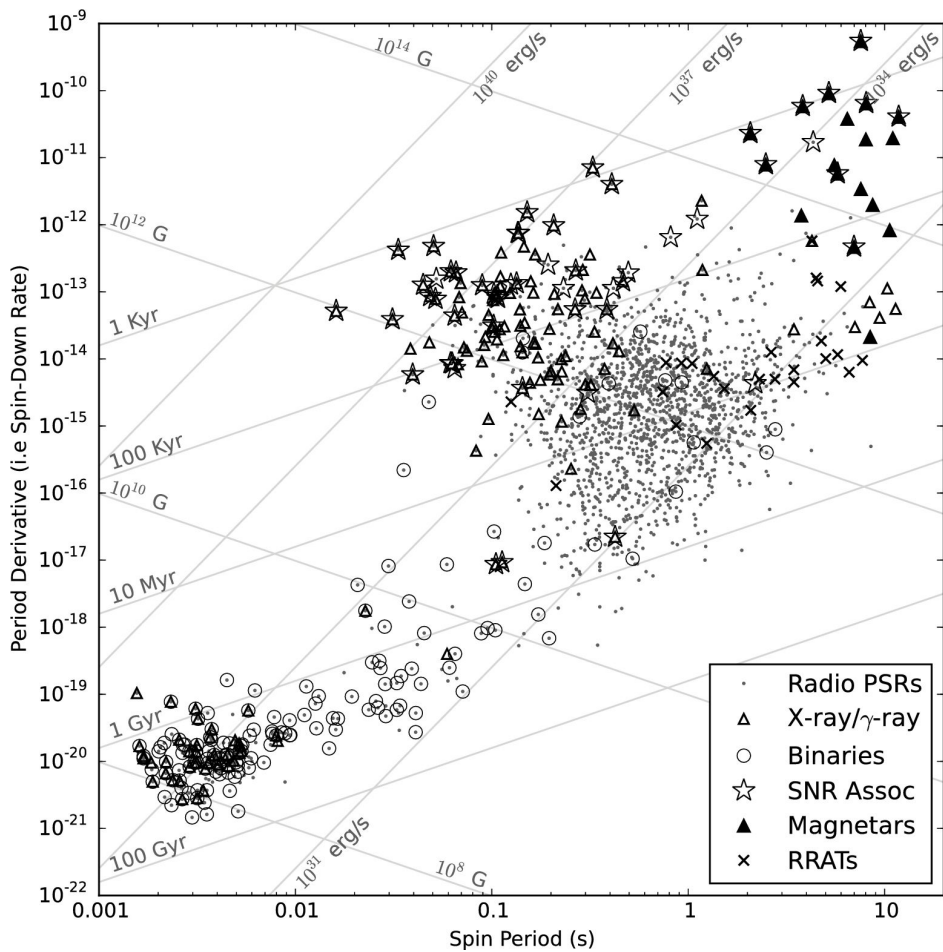 10^-9
10^-10
10^-11
10^-12
10^-13
10^-14
10^-15
10^-16
10^-17
10^-18
10^-19
10^-20
10^-21
10^-22
Period Derivative (i.e Spin-Down Rate)
10^14 G
10^40 erg/s
10^37 erg/s
10^34 erg/s
10^12 G
1 Kyr
100 Kyr
10^10 G
10 Myr
1 Gyr
100 Gyr
10^31 erg/s
10^8 G
Radio PSRs
X-ray/γ-ray
Binaries
SNR Assoc
Magnetars
RRATs
0.001
0.01
0.1
1
10
Spin Period (s)